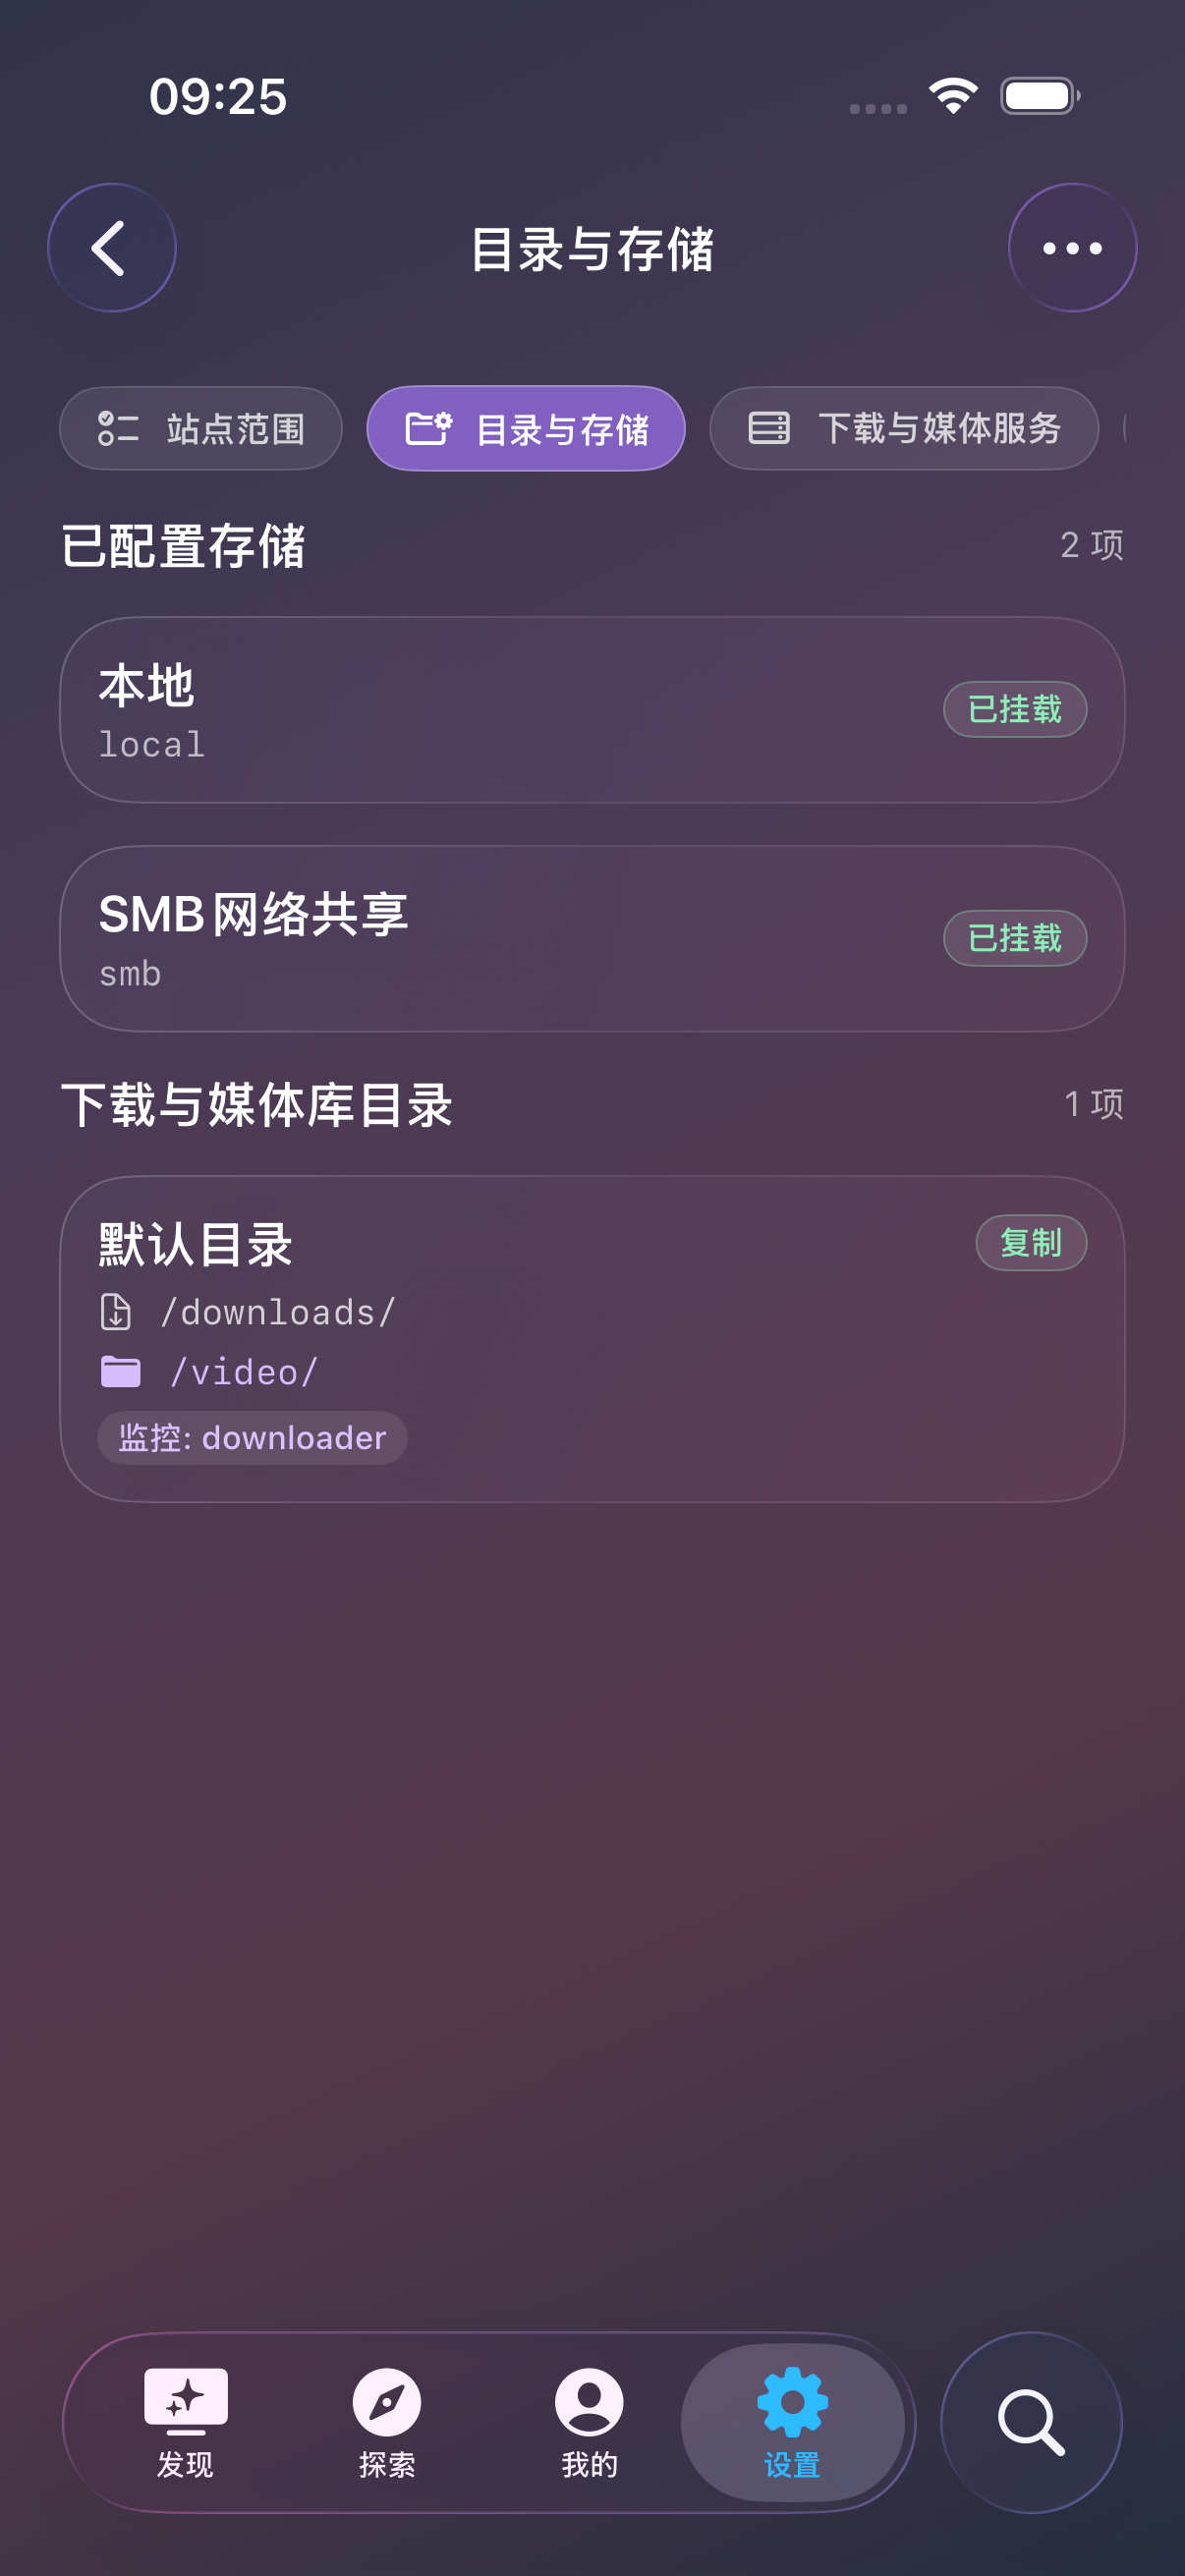 09:25
目录与存储
站点范围
目录与存储
下载与媒体服务
已配置存储
2 项
本地
已挂载
local
SMB 网络共享
已挂载
smb
下载与媒体库目录
1 项
默认目录
复制
/downloads/
/video/
监控: downloader
发现
探索
我的
设置